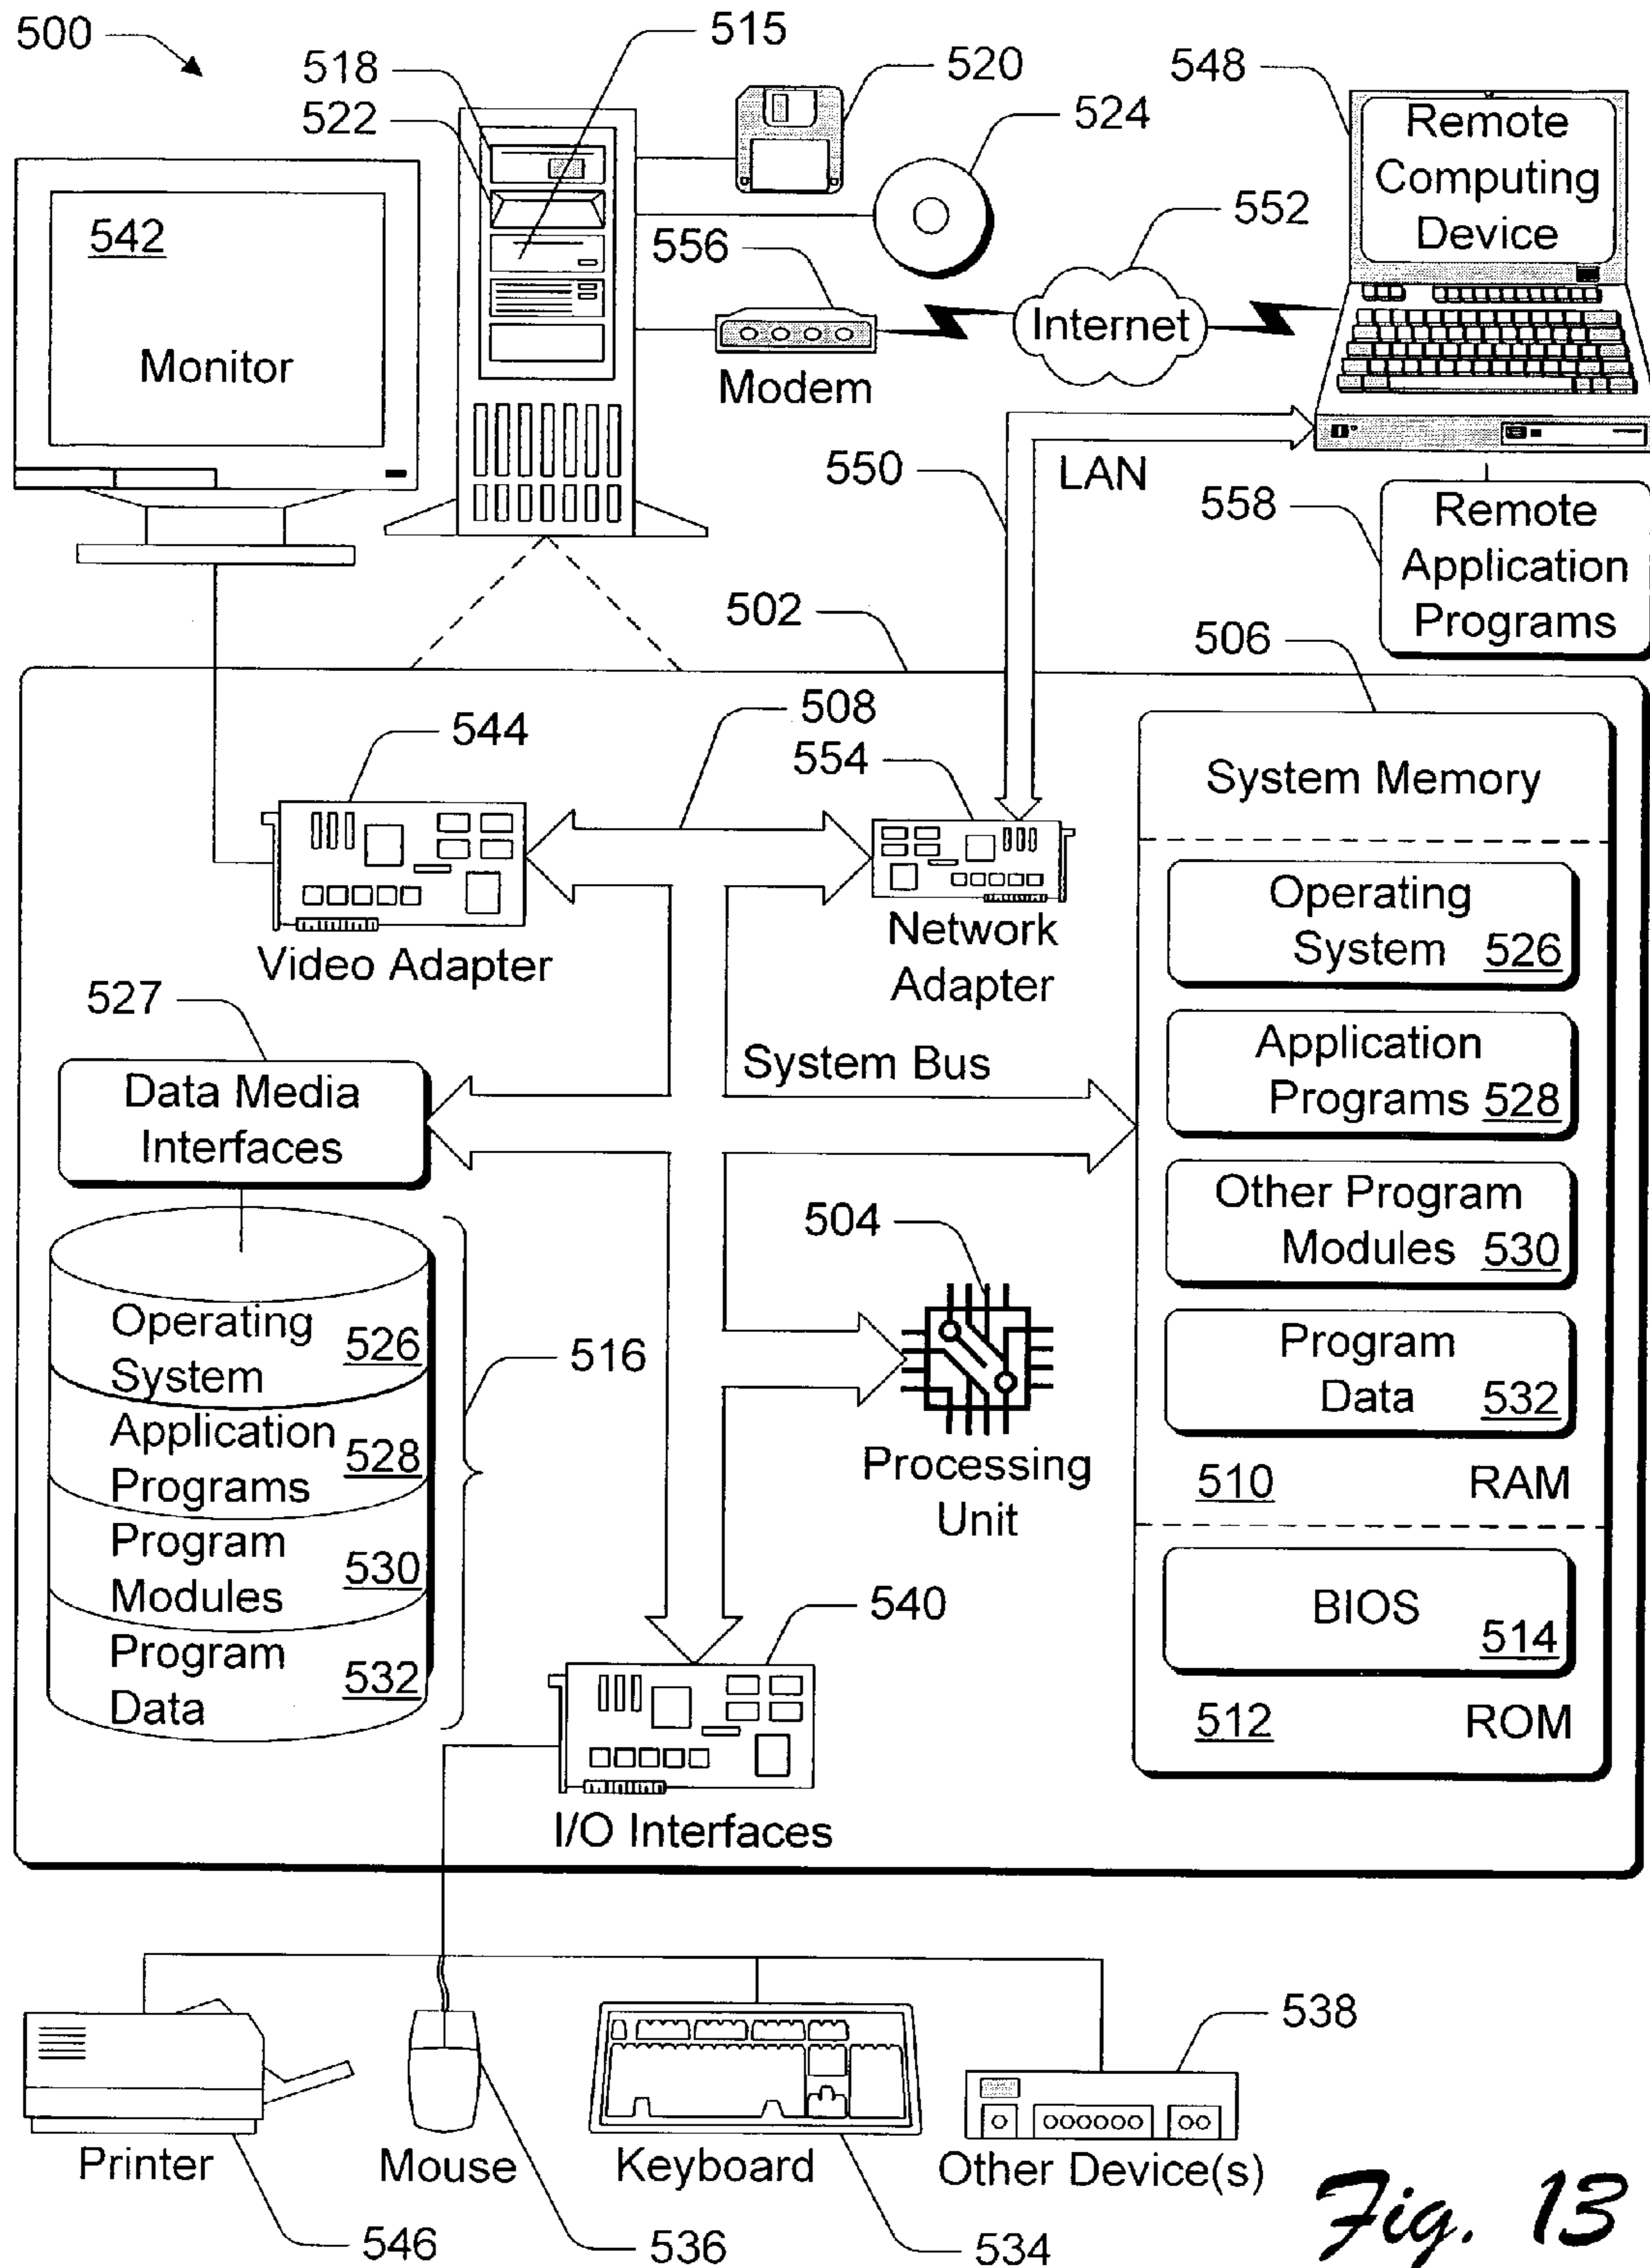 500
515
518
520
548
522
524
Remote
Computing
Device
552
542
556
Internet
Monitor
Modem
550
LAN
558
Remote
Application
Programs
502
506
508
544
554
System Memory
Operating
System 526
Video Adapter
Network
Adapter
527
Application
Programs 528
System Bus
Data Media
Interfaces
Other Program
Modules 530
504
Operating
System 526
516
Program
Data 532
Application
Programs 528
Processing
Unit
510 RAM
Program
Modules 530
540
BIOS
514
Program
Data 532
512 ROM
I/O Interfaces
538
Printer
Mouse
Keyboard
Other Device(s)
546
536
534
Fig. 13